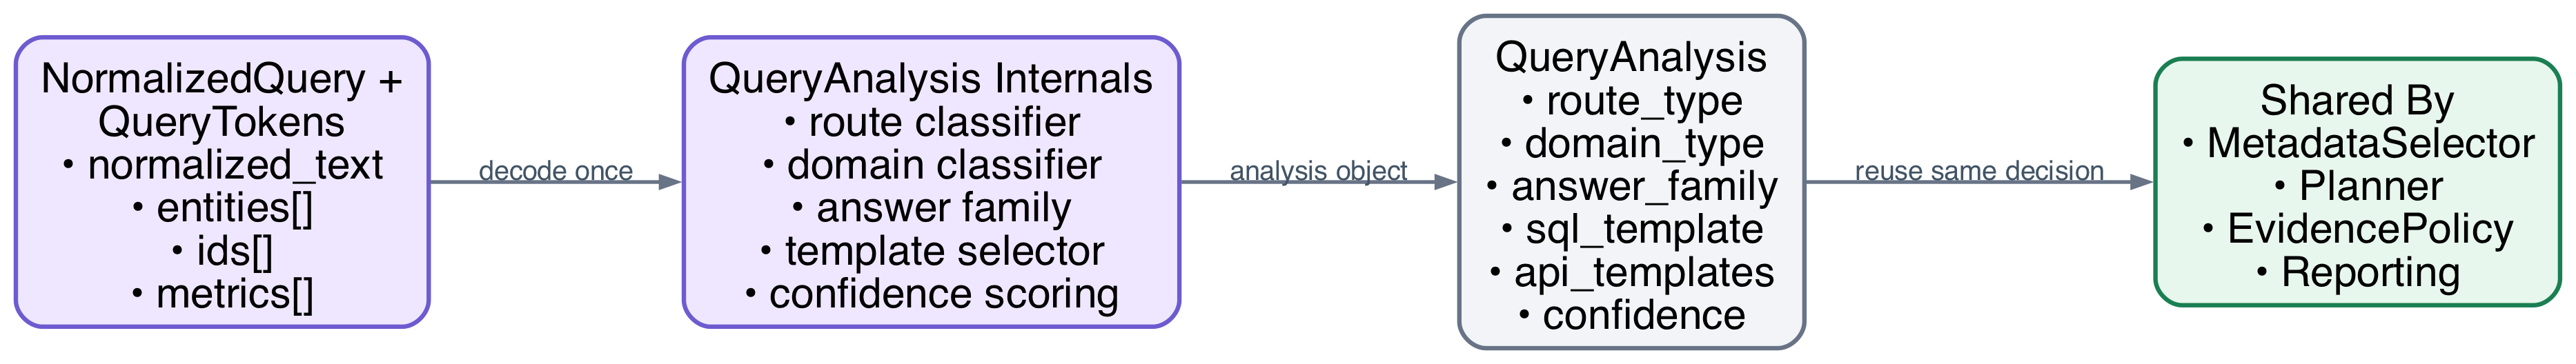 NormalizedQuery +
QueryTokens
• normalized_text
• entities[]
• ids[]
• metrics[]
decode once
QueryAnalysis Internals
• route classifier
• domain classifier
• answer family
• template selector
• confidence scoring
analysis object
QueryAnalysis
• route_type
• domain_type
• answer_family
• sql_template
• api_templates
• confidence
reuse same decision
Shared By
• MetadataSelector
• Planner
• EvidencePolicy
• Reporting